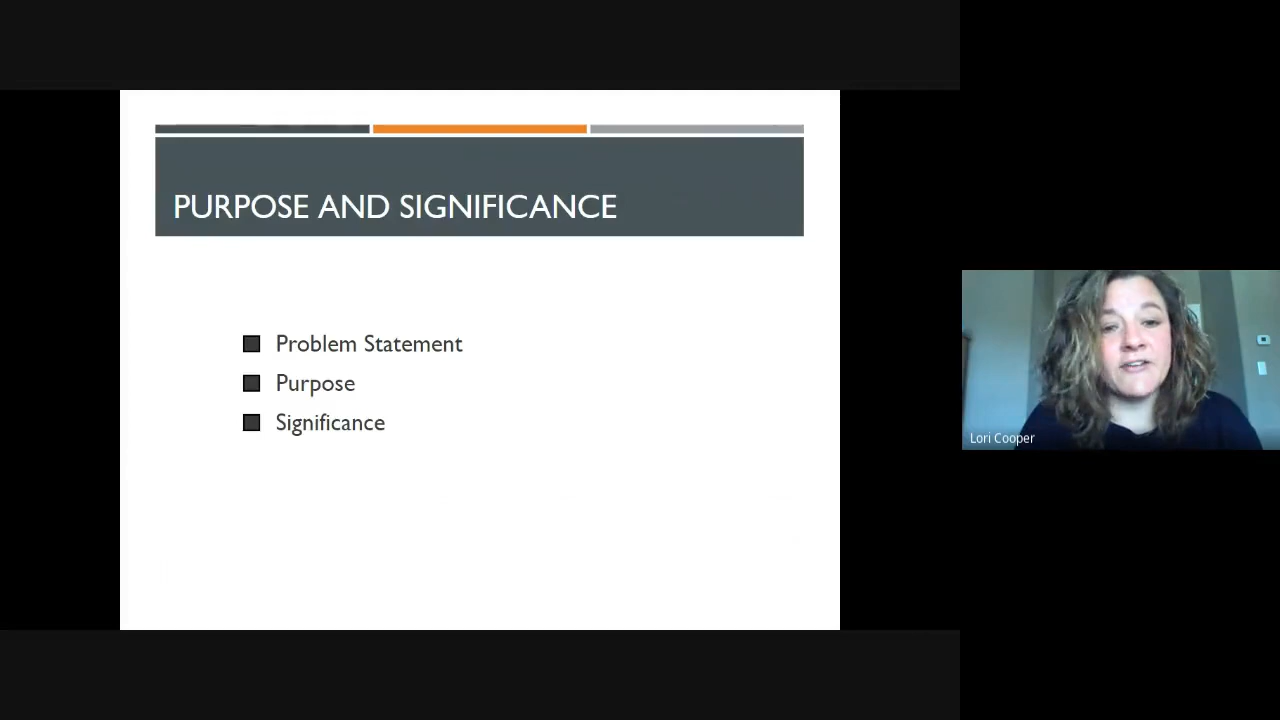 PURPOSE AND SIGNIFICANCE
Problem Statement
Purpose
Significance
Lori Cooper